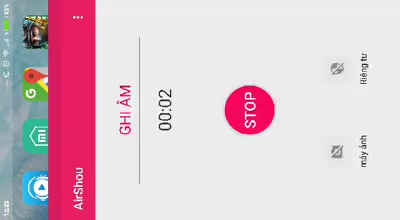 AirShou
GHI ÂM
00:02
STOP
máy ảnh
Riêng tư